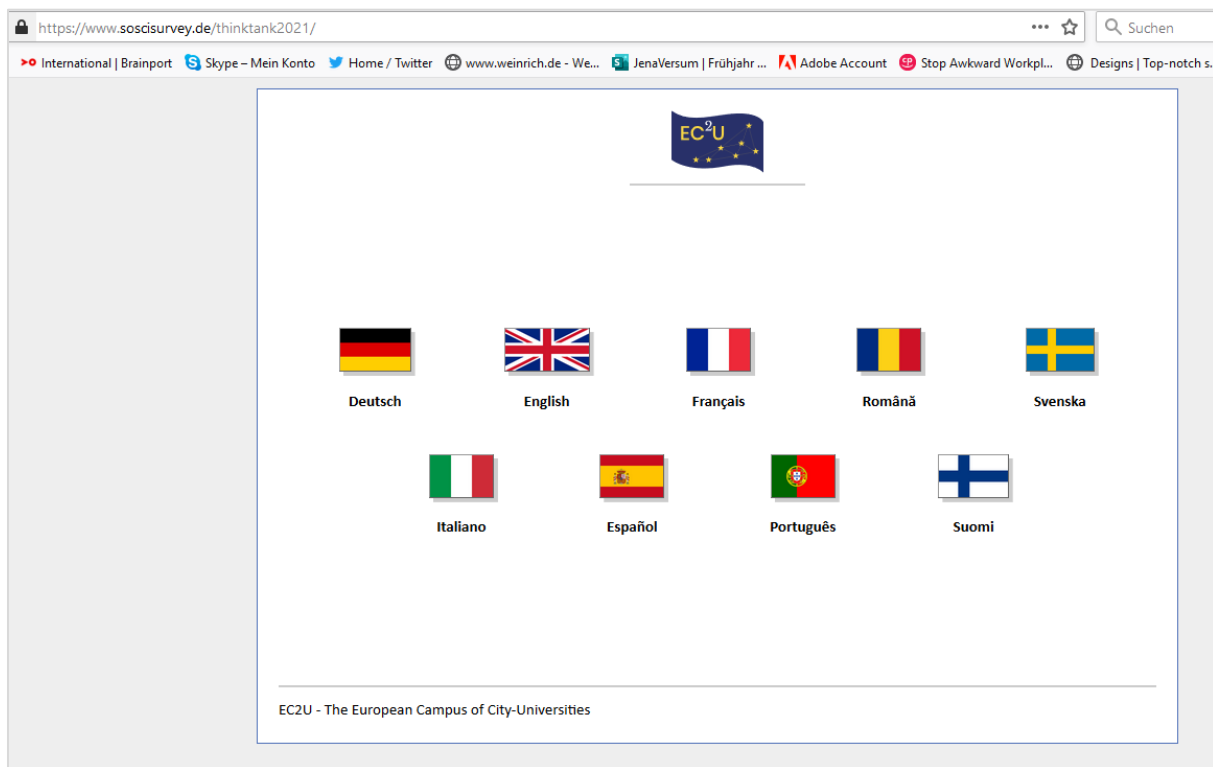 https://www.soscisurvey.de/thinktank2021/ Suchen
International | Brainport Skype – Mein Konto Home / Twitter www.weinrich.de - We... JenaVersum | Frühjahr ... Adobe Account Stop Awkward Workpl... Designs | Top-notch s.
EC²U
Deutsch English Français Română Svenska
Italiano Español Português Suomi
EC2U - The European Campus of City-Universities